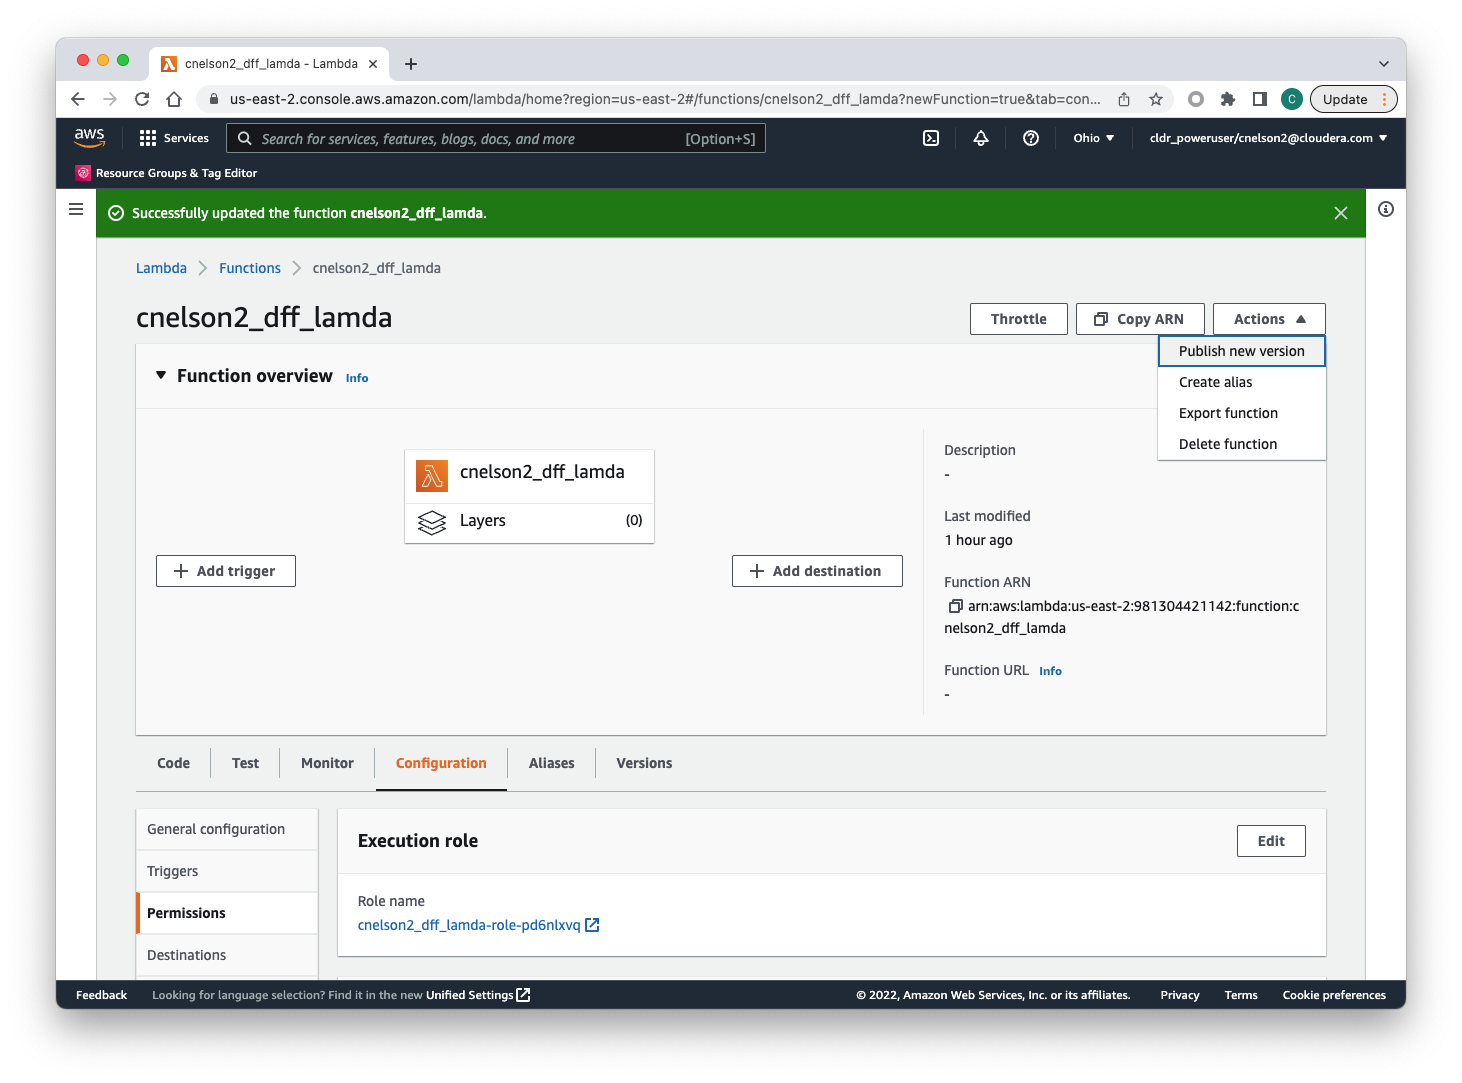 cnelson2_dff_lamda - Lambda
us-east-2.console.aws.amazon.com/lambda/home?region=us-east-2#/functions/cnelson2_dff_lamda?newFunction=true&tab=con...
C
Update
aws
Services
Search for services, features, blogs, docs, and more
[Option+S]
Ohio
cldr_poweruser/cnelson2@cloudera.com
Resource Groups & Tag Editor
Successfully updated the function cnelson2_dff_lamda.
Lambda
Functions
cnelson2_dff_lamda
cnelson2_dff_lamda
Throttle
Copy ARN
Actions
Publish new version
Create alias
Export function
Delete function
Function overview
Info
cnelson2_dff_lamda
Layers
(0)
Add trigger
Add destination
Description
-
Last modified
1 hour ago
Function ARN
arn:aws:lambda:us-east-2:981304421142:function:c
nelson2_dff_lamda
Function URL Info
-
Code
Test
Monitor
Configuration
Aliases
Versions
General configuration
Triggers
Permissions
Destinations
Execution role
Edit
Role name
cnelson2_dff_lamda-role-pd6nlxvq
Feedback
Looking for language selection? Find it in the new Unified Settings
© 2022, Amazon Web Services, Inc. or its affiliates.
Privacy
Terms
Cookie preferences